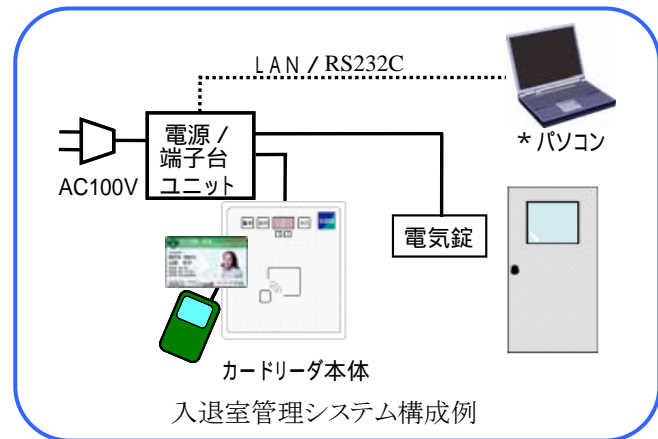 LAN/RS232C
電源/
端子台
ユニット
AC100V
*パソコン
電気錠
カードリーダ本体
入退室管理システム構成例